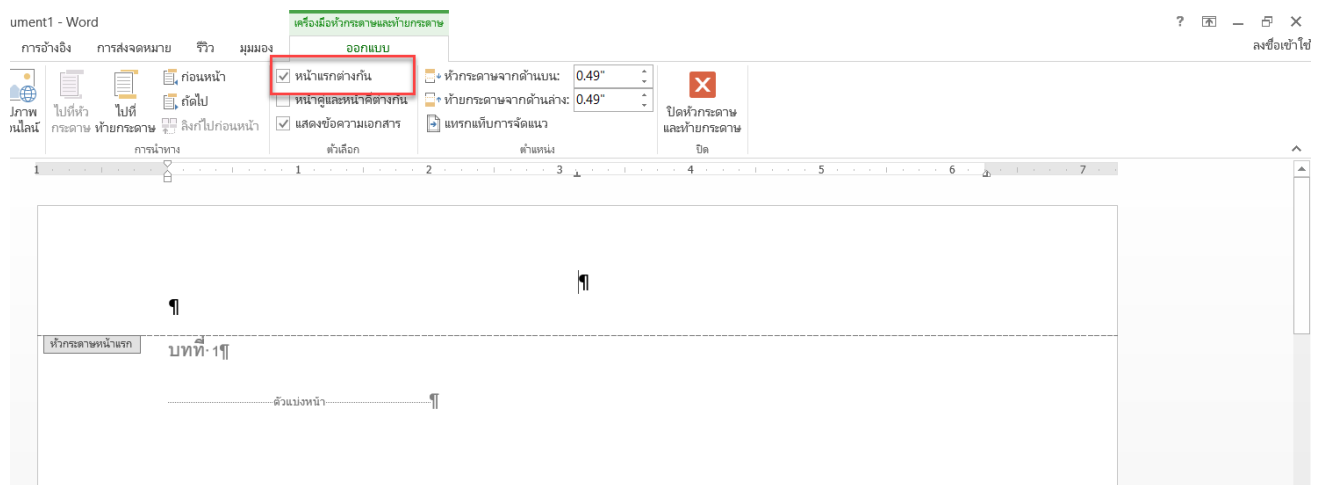 ument1 - Word
เครื่องมือหัวกระดาษและท้ายกระดาษ
?
การอ้างอิง การส่งจดหมาย รีวิว มุมมอง ออกแบบ ลงชื่อเข้าใช้
ก่อนหน้า
ถัดไป
ลิงก์ไปก่อนหน้า
ไปที่หัว
กระดาษ
ไปที่
ท้ายกระดาษ
การนำทาง
หน้าแรกต่างกัน
หน้าคู่และหน้าคี่ต่างกัน
แสดงข้อความเอกสาร
ตัวเลือก
หัวกระดาษจากด้านบน: 0.49"
ท้ายกระดาษจากด้านล่าง: 0.49"
แทรกแท็บการจัดแนว
ตำแหน่ง
ปิดหัวกระดาษ
และท้ายกระดาษ
ปิด
1 1 2 3 4 5 6 7
¶
¶
หัวกระดาษหน้าแรก
บทที่·1¶
ตัวแบ่งหน้า¶